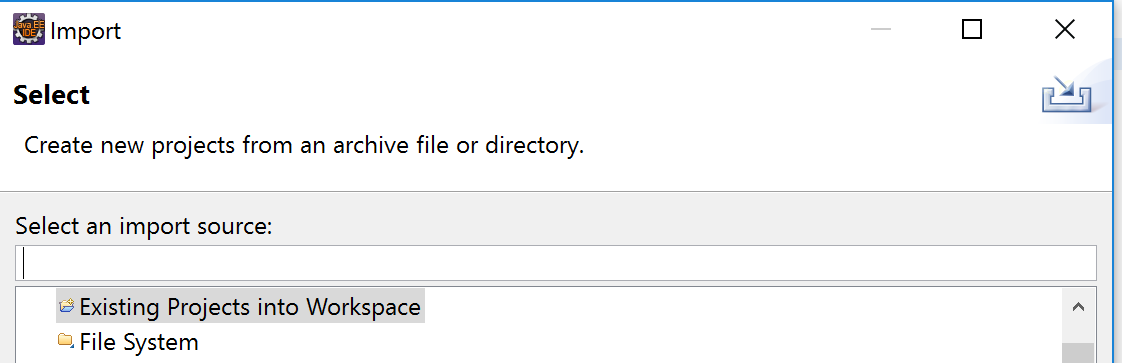 Java EE
IDE
Import
Select
Create new projects from an archive file or directory.
Select an import source:
Existing Projects into Workspace
File System